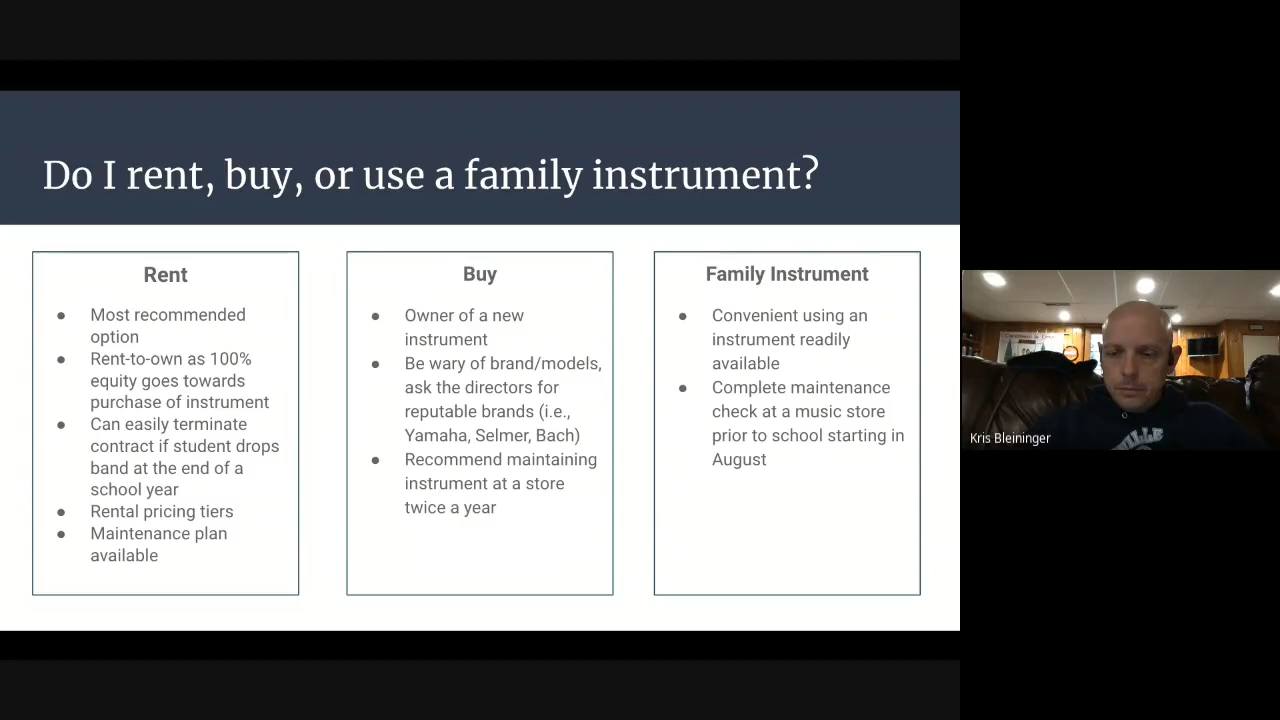 Do I rent, buy, or use a family instrument?
Rent
● Most recommended
option
● Rent-to-own as 100%
equity goes towards
purchase of instrument
● Can easily terminate
contract if student drops
band at the end of a
school year
● Rental pricing tiers
● Maintenance plan
available
Buy
● Owner of a new
instrument
● Be wary of brand/models,
ask the directors for
reputable brands (i.e.,
Yamaha, Selmer, Bach)
● Recommend maintaining
instrument at a store
twice a year
Family Instrument
● Convenient using an
instrument readily
available
● Complete maintenance
check at a music store
prior to school starting in
August
Kris Bleininger